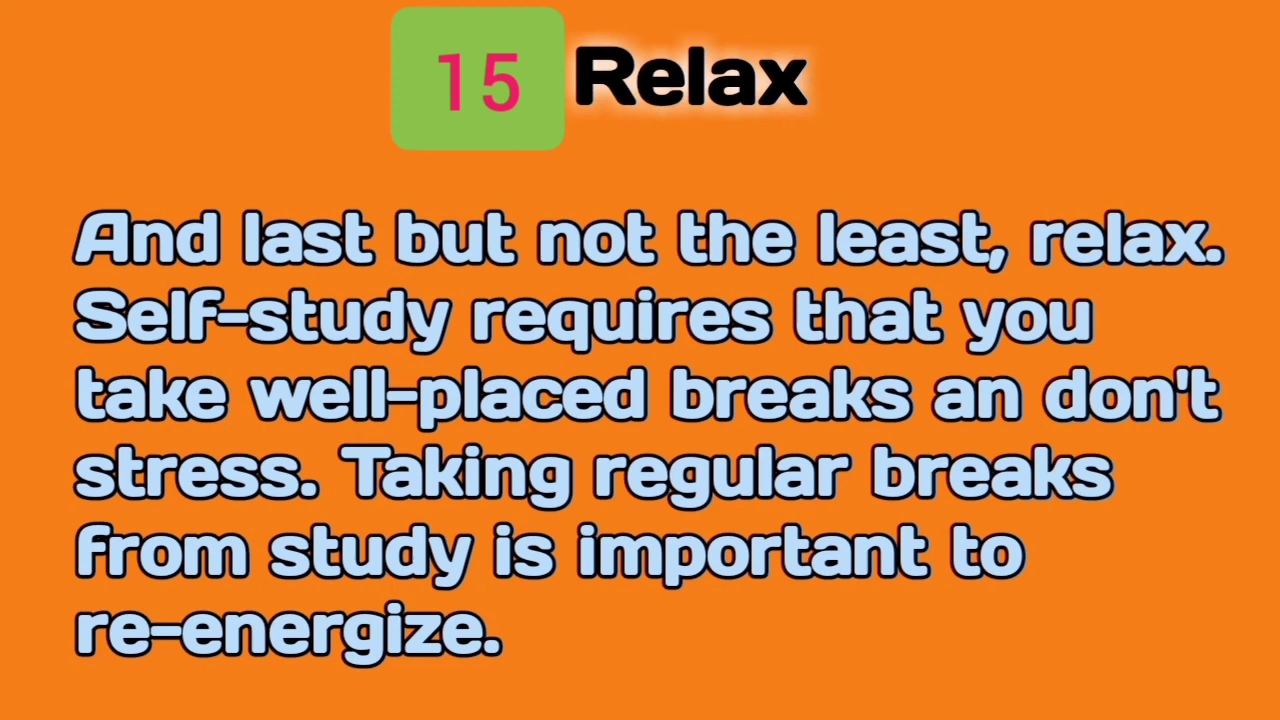 15 Relax
And last but not the least, relax.
Self-study requires that you
take well-placed breaks an don't
stress. Taking regular breaks
from study is important to
re-energize.